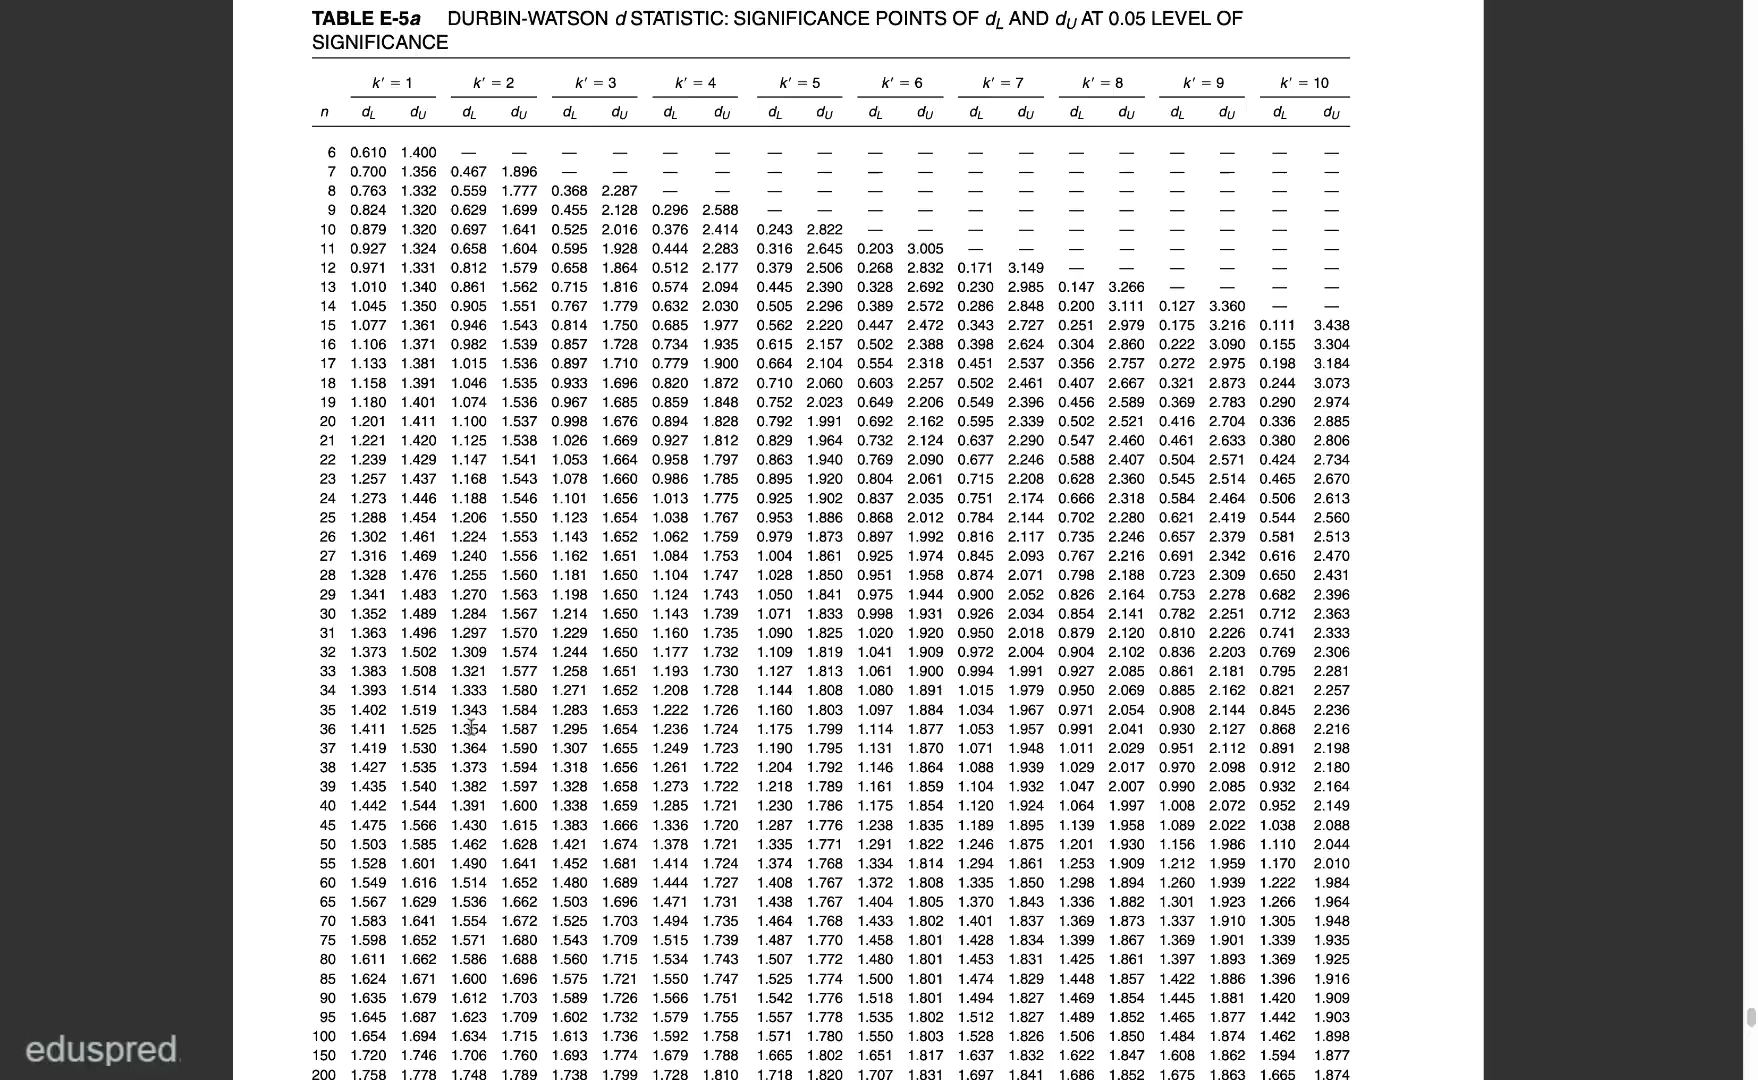 TABLE E-5a DURBIN-WATSON d STATISTIC: SIGNIFICANCE POINTS OF dL AND dU AT 0.05 LEVEL OF
SIGNIFICANCE
k′ = 1 k′ = 2 k′ = 3 k′ = 4 k′ = 5 k′ = 6 k′ = 7 k′ = 8 k′ = 9 k′ = 10
n dL dU dL dU dL dU dL dU dL dU dL dU dL dU dL dU dL dU dL dU
6 0.610 1.400 — — — — — — — — — — — — — — — — — —
7 0.700 1.356 0.467 1.896 — — — — — — — — — — — — — — — —
8 0.763 1.332 0.559 1.777 0.368 2.287 — — — — — — — — — — — — — —
9 0.824 1.320 0.629 1.699 0.455 2.128 0.296 2.588 — — — — — — — — — — — —
10 0.879 1.320 0.697 1.641 0.525 2.016 0.376 2.414 0.243 2.822 — — — — — — — — — —
11 0.927 1.324 0.658 1.604 0.595 1.928 0.444 2.283 0.316 2.645 0.203 3.005 — — — — — — — —
12 0.971 1.331 0.812 1.579 0.658 1.864 0.512 2.177 0.379 2.506 0.268 2.832 0.171 3.149 — — — — — —
13 1.010 1.340 0.861 1.562 0.715 1.816 0.574 2.094 0.445 2.390 0.328 2.692 0.230 2.985 0.147 3.266 — — — —
14 1.045 1.350 0.905 1.551 0.767 1.779 0.632 2.030 0.505 2.296 0.389 2.572 0.286 2.848 0.200 3.111 0.127 3.360 — —
15 1.077 1.361 0.946 1.543 0.814 1.750 0.685 1.977 0.562 2.220 0.447 2.472 0.343 2.727 0.251 2.979 0.175 3.216 0.111 3.438
16 1.106 1.371 0.982 1.539 0.857 1.728 0.734 1.935 0.615 2.157 0.502 2.388 0.398 2.624 0.304 2.860 0.222 3.090 0.155 3.304
17 1.133 1.381 1.015 1.536 0.897 1.710 0.779 1.900 0.664 2.104 0.554 2.318 0.451 2.537 0.356 2.757 0.272 2.975 0.198 3.184
18 1.158 1.391 1.046 1.535 0.933 1.696 0.820 1.872 0.710 2.060 0.603 2.257 0.502 2.461 0.407 2.667 0.321 2.873 0.244 3.073
19 1.180 1.401 1.074 1.536 0.967 1.685 0.859 1.848 0.752 2.023 0.649 2.206 0.549 2.396 0.456 2.589 0.369 2.783 0.290 2.974
20 1.201 1.411 1.100 1.537 0.998 1.676 0.894 1.828 0.792 1.991 0.692 2.162 0.595 2.339 0.502 2.521 0.416 2.704 0.336 2.885
21 1.221 1.420 1.125 1.538 1.026 1.669 0.927 1.812 0.829 1.964 0.732 2.124 0.637 2.290 0.547 2.460 0.461 2.633 0.380 2.806
22 1.239 1.429 1.147 1.541 1.053 1.664 0.958 1.797 0.863 1.940 0.769 2.090 0.677 2.246 0.588 2.407 0.504 2.571 0.424 2.734
23 1.257 1.437 1.168 1.543 1.078 1.660 0.986 1.785 0.895 1.920 0.804 2.061 0.715 2.208 0.628 2.360 0.545 2.514 0.465 2.670
24 1.273 1.446 1.188 1.546 1.101 1.656 1.013 1.775 0.925 1.902 0.837 2.035 0.751 2.174 0.666 2.318 0.584 2.464 0.506 2.613
25 1.288 1.454 1.206 1.550 1.123 1.654 1.038 1.767 0.953 1.886 0.868 2.012 0.784 2.144 0.702 2.280 0.621 2.419 0.544 2.560
26 1.302 1.461 1.224 1.553 1.143 1.652 1.062 1.759 0.979 1.873 0.897 1.992 0.816 2.117 0.735 2.246 0.657 2.379 0.581 2.513
27 1.316 1.469 1.240 1.556 1.162 1.651 1.084 1.753 1.004 1.861 0.925 1.974 0.845 2.093 0.767 2.216 0.691 2.342 0.616 2.470
28 1.328 1.476 1.255 1.560 1.181 1.650 1.104 1.747 1.028 1.850 0.951 1.958 0.874 2.071 0.798 2.188 0.723 2.309 0.650 2.431
29 1.341 1.483 1.270 1.563 1.198 1.650 1.124 1.743 1.050 1.841 0.975 1.944 0.900 2.052 0.826 2.164 0.753 2.278 0.682 2.396
30 1.352 1.489 1.284 1.567 1.214 1.650 1.143 1.739 1.071 1.833 0.998 1.931 0.926 2.034 0.854 2.141 0.782 2.251 0.712 2.363
31 1.363 1.496 1.297 1.570 1.229 1.650 1.160 1.735 1.090 1.825 1.020 1.920 0.950 2.018 0.879 2.120 0.810 2.226 0.741 2.333
32 1.373 1.502 1.309 1.574 1.244 1.650 1.177 1.732 1.109 1.819 1.041 1.909 0.972 2.004 0.904 2.102 0.836 2.203 0.769 2.306
33 1.383 1.508 1.321 1.577 1.258 1.651 1.193 1.730 1.127 1.813 1.061 1.900 0.994 1.991 0.927 2.085 0.861 2.181 0.795 2.281
34 1.393 1.514 1.333 1.580 1.271 1.652 1.208 1.728 1.144 1.808 1.080 1.891 1.015 1.979 0.950 2.069 0.885 2.162 0.821 2.257
35 1.402 1.519 1.343 1.584 1.283 1.653 1.222 1.726 1.160 1.803 1.097 1.884 1.034 1.967 0.971 2.054 0.908 2.144 0.845 2.236
36 1.411 1.525 1.354 1.587 1.295 1.654 1.236 1.724 1.175 1.799 1.114 1.877 1.053 1.957 0.991 2.041 0.930 2.127 0.868 2.216
37 1.419 1.530 1.364 1.590 1.307 1.655 1.249 1.723 1.190 1.795 1.131 1.870 1.071 1.948 1.011 2.029 0.951 2.112 0.891 2.198
38 1.427 1.535 1.373 1.594 1.318 1.656 1.261 1.722 1.204 1.792 1.146 1.864 1.088 1.939 1.029 2.017 0.970 2.098 0.912 2.180
39 1.435 1.540 1.382 1.597 1.328 1.658 1.273 1.722 1.218 1.789 1.161 1.859 1.104 1.932 1.047 2.007 0.990 2.085 0.932 2.164
40 1.442 1.544 1.391 1.600 1.338 1.659 1.285 1.721 1.230 1.786 1.175 1.854 1.120 1.924 1.064 1.997 1.008 2.072 0.952 2.149
45 1.475 1.566 1.430 1.615 1.383 1.666 1.336 1.720 1.287 1.776 1.238 1.835 1.189 1.895 1.139 1.958 1.089 2.022 1.038 2.088
50 1.503 1.585 1.462 1.628 1.421 1.674 1.378 1.721 1.335 1.771 1.291 1.822 1.246 1.875 1.201 1.930 1.156 1.986 1.110 2.044
55 1.528 1.601 1.490 1.641 1.452 1.681 1.414 1.724 1.374 1.768 1.334 1.814 1.294 1.861 1.253 1.909 1.212 1.959 1.170 2.010
60 1.549 1.616 1.514 1.652 1.480 1.689 1.444 1.727 1.408 1.767 1.372 1.808 1.335 1.850 1.298 1.894 1.260 1.939 1.222 1.984
65 1.567 1.629 1.536 1.662 1.503 1.696 1.471 1.731 1.438 1.767 1.404 1.805 1.370 1.843 1.336 1.882 1.301 1.923 1.266 1.964
70 1.583 1.641 1.554 1.672 1.525 1.703 1.494 1.735 1.464 1.768 1.433 1.802 1.401 1.837 1.369 1.873 1.337 1.910 1.305 1.948
75 1.598 1.652 1.571 1.680 1.543 1.709 1.515 1.739 1.487 1.770 1.458 1.801 1.428 1.834 1.399 1.867 1.369 1.901 1.339 1.935
80 1.611 1.662 1.586 1.688 1.560 1.715 1.534 1.743 1.507 1.772 1.480 1.801 1.453 1.831 1.425 1.861 1.397 1.893 1.369 1.925
85 1.624 1.671 1.600 1.696 1.575 1.721 1.550 1.747 1.525 1.774 1.500 1.801 1.474 1.829 1.448 1.857 1.422 1.886 1.396 1.916
90 1.635 1.679 1.612 1.703 1.589 1.726 1.566 1.751 1.542 1.776 1.518 1.801 1.494 1.827 1.469 1.854 1.445 1.881 1.420 1.909
95 1.645 1.687 1.623 1.709 1.602 1.732 1.579 1.755 1.557 1.778 1.535 1.802 1.512 1.827 1.489 1.852 1.465 1.877 1.442 1.903
100 1.654 1.694 1.634 1.715 1.613 1.736 1.592 1.758 1.571 1.780 1.550 1.803 1.528 1.826 1.506 1.850 1.484 1.874 1.462 1.898
150 1.720 1.746 1.706 1.760 1.693 1.774 1.679 1.788 1.665 1.802 1.651 1.817 1.637 1.832 1.622 1.847 1.608 1.862 1.594 1.877
200 1.758 1.778 1.748 1.789 1.738 1.799 1.728 1.810 1.718 1.820 1.707 1.831 1.697 1.841 1.686 1.852 1.675 1.863 1.665 1.874
eduspred